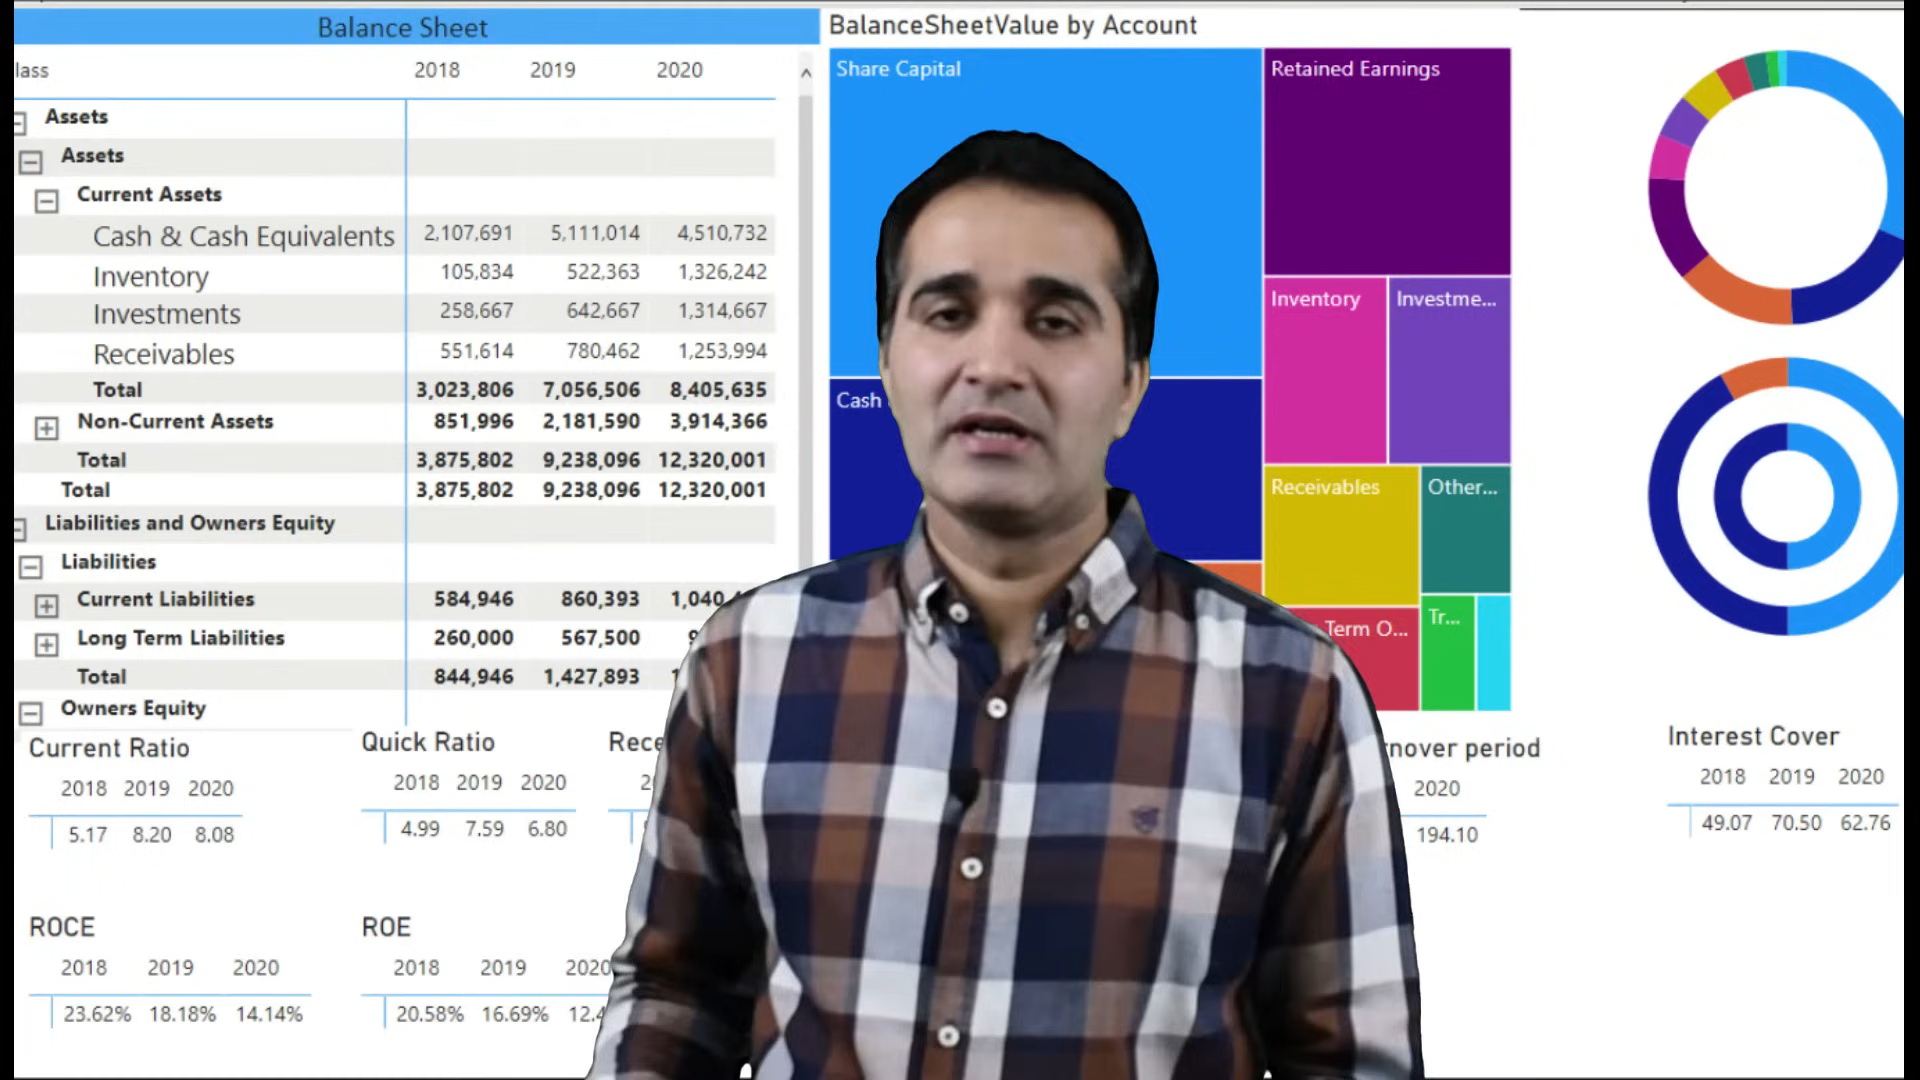 Balance Sheet
lass 2018 2019 2020
Assets
Assets
Current Assets
Cash & Cash Equivalents 2,107,691 5,111,014 4,510,732
Inventory 105,834 522,363 1,326,242
Investments 258,667 642,667 1,314,667
Receivables 551,614 780,462 1,253,994
Total 3,023,806 7,056,506 8,405,635
Non-Current Assets 851,996 2,181,590 3,914,366
Total 3,875,802 9,238,096 12,320,001
Total 3,875,802 9,238,096 12,320,001
Liabilities and Owners Equity
Liabilities
Current Liabilities 584,946 860,393 1,040,
Long Term Liabilities 260,000 567,500 9
Total 844,946 1,427,893 1
Owners Equity
BalanceSheetValue by Account
Share Capital
Retained Earnings
Cash
Inventory
Investme...
Receivables
Other...
Term O...
Tr...
Current Ratio
2018 2019 2020
5.17 8.20 8.08
Quick Ratio
2018 2019 2020
4.99 7.59 6.80
Rece
2
nover period
2020
194.10
Interest Cover
2018 2019 2020
49.07 70.50 62.76
ROCE
2018 2019 2020
23.62% 18.18% 14.14%
ROE
2018 2019 2020
20.58% 16.69% 12.4